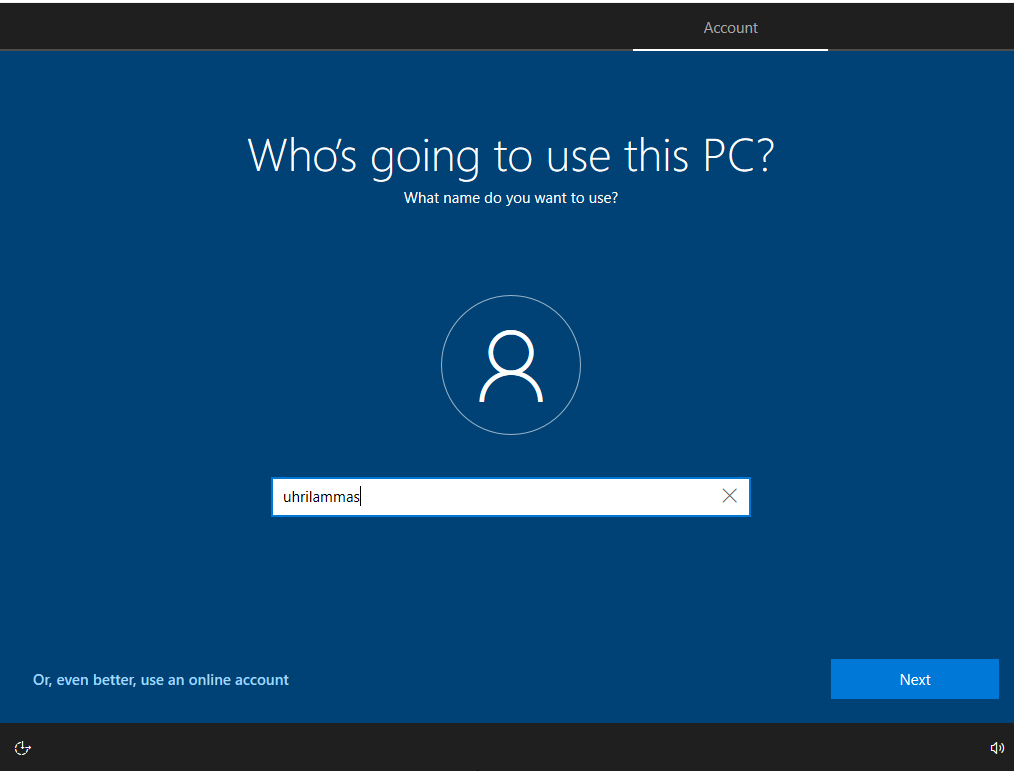 Account
Who's going to use this PC?
What name do you want to use?
uhrilammas
Or, even better, use an online account
Next